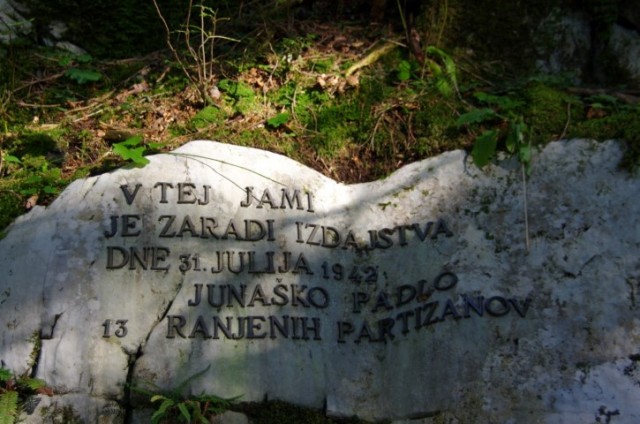 V TEJ JAMI
JE ZARADI IZDAJSTVA
DNE 31. JULIJA 1942
JUNAŠKO PADLO
13 RANJENIH PARTIZANOV